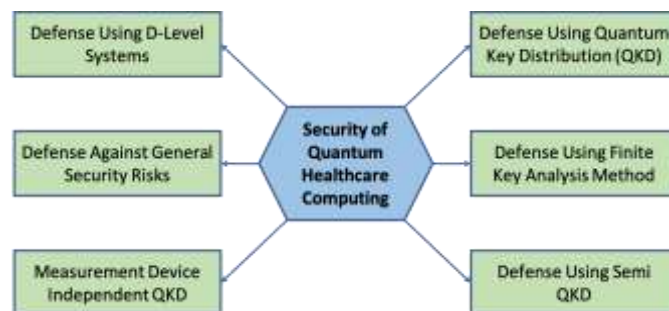 Defense Using D-Level
Systems
Defense Using Quantum
Key Distribution (QKD)
Security of
Quantum
Healthcare
Computing
Defense Against General
Security Risks
Defense Using Finite
Key Analysis Method
Measurement Device
Independent QKD
Defense Using Semi
QKD